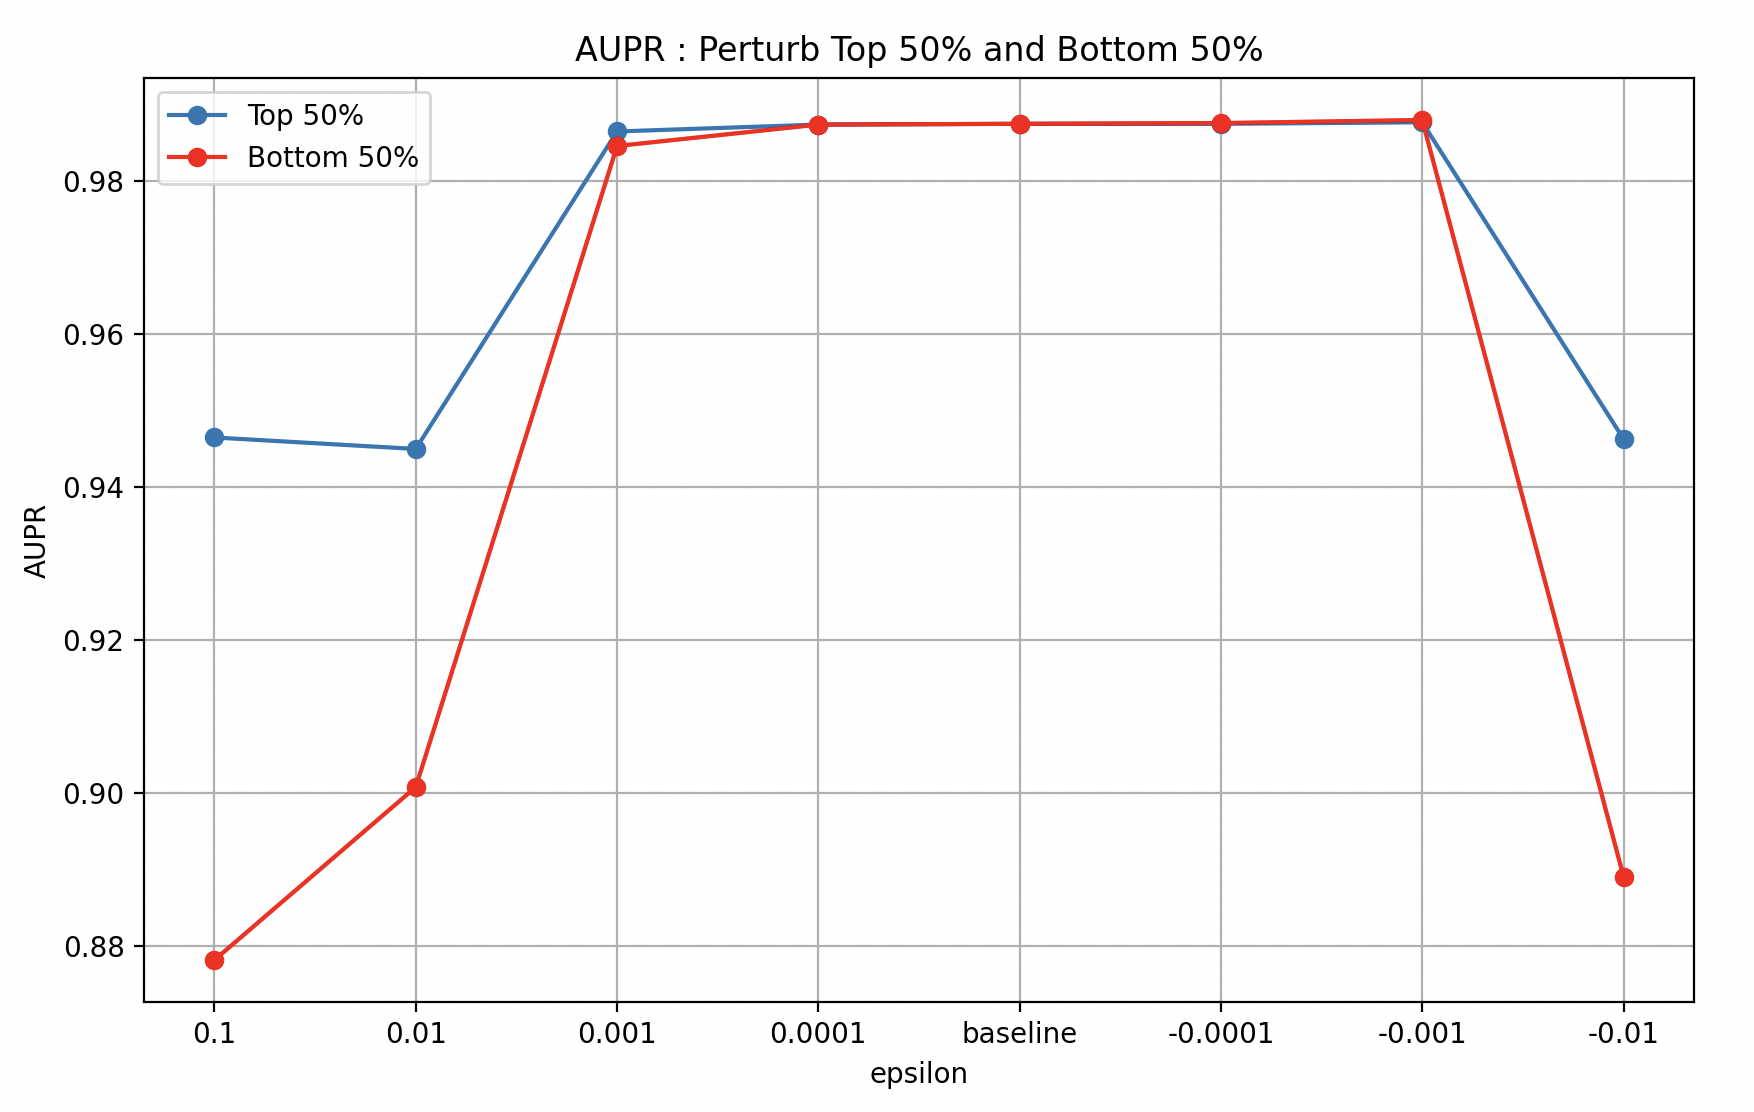 AUPR : Perturb Top 50% and Bottom 50%
Top 50%
Bottom 50%
0.98
0.96
0.94
0.92
0.90
0.88
AUPR
0.1
0.01
0.001
0.0001
baseline
-0.0001
-0.001
-0.01
epsilon